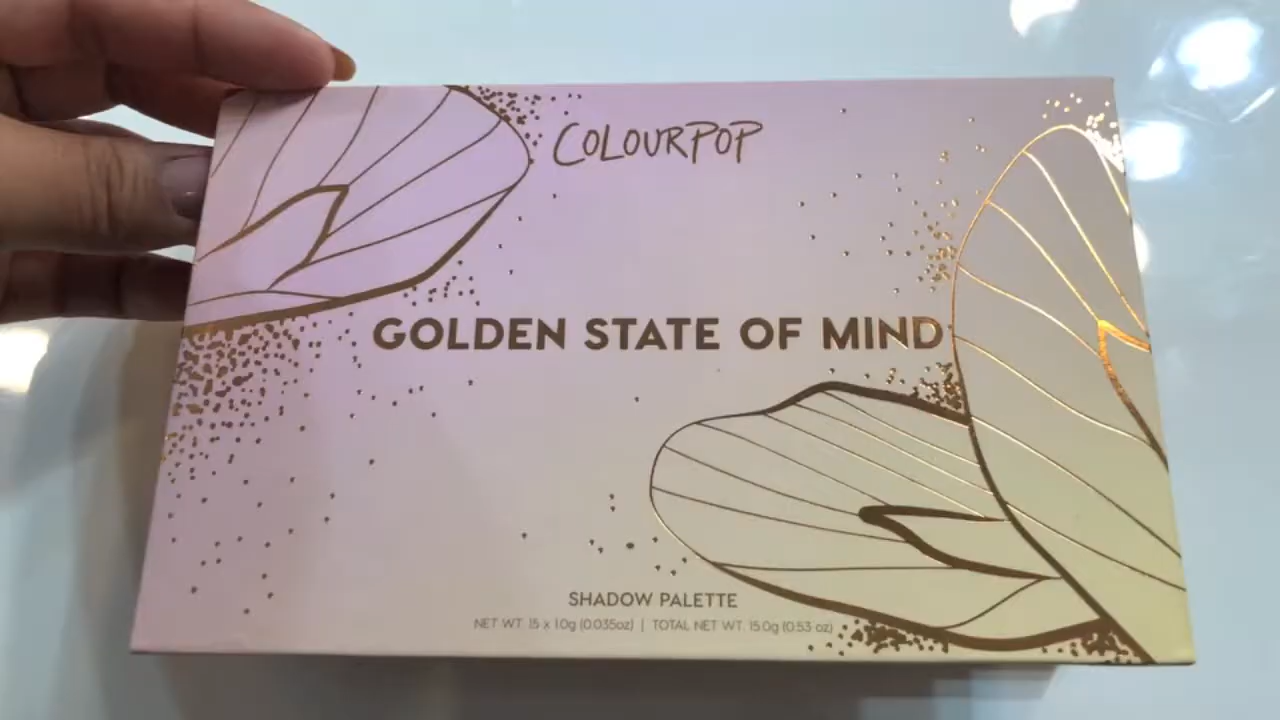 COLOURPOP
GOLDEN STATE OF MIND
SHADOW PALETTE
NET WT. 15 x 1.0g (0.035oz) | TOTAL NET WT. 15.0g (0.53 oz)